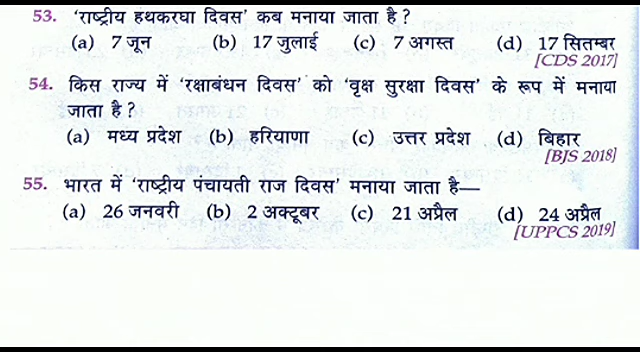 53. ‘राष्ट्रीय हथकरघा दिवस’ कब मनाया जाता है ?
(a) 7 जून (b) 17 जुलाई (c) 7 अगस्त (d) 17 सितम्बर
[CDS 2017]
54. किस राज्य में ‘रक्षाबंधन दिवस’ को ‘वृक्ष सुरक्षा दिवस’ के रूप में मनाया
जाता है ?
(a) मध्य प्रदेश (b) हरियाणा (c) उत्तर प्रदेश (d) बिहार
[BJS 2018]
55. भारत में ‘राष्ट्रीय पंचायती राज दिवस’ मनाया जाता है—
(a) 26 जनवरी (b) 2 अक्टूबर (c) 21 अप्रैल (d) 24 अप्रैल
[UPPCS 2019]